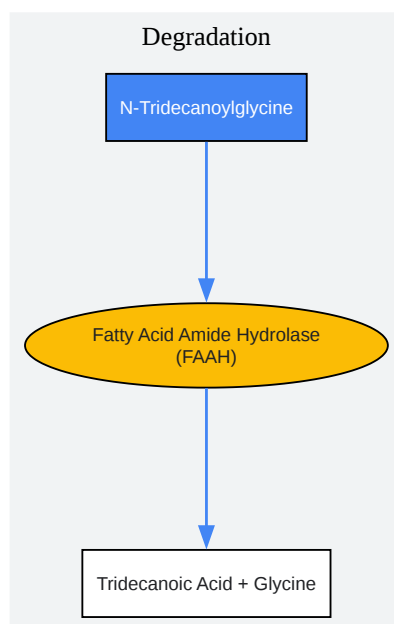 Degradation
N-Tridecanoylglycine
Fatty Acid Amide Hydrolase
(FAAH)
Tridecanoic Acid + Glycine